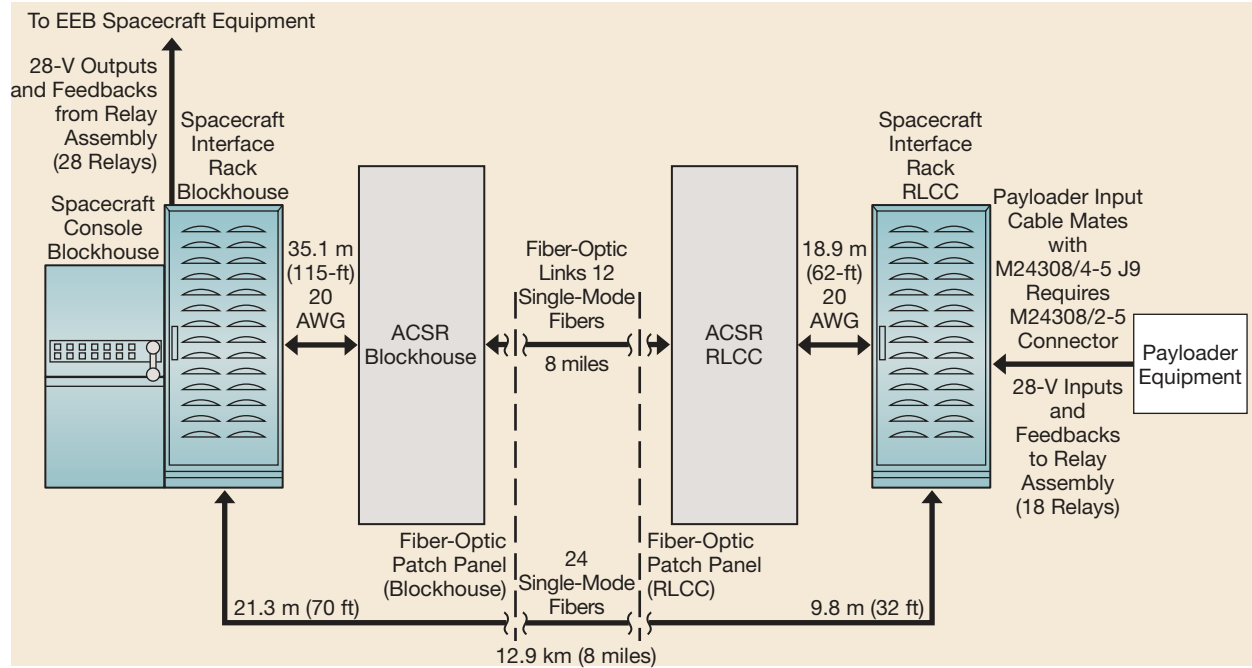 To EEB Spacecraft Equipment
28-V Outputs
and Feedbacks
from Relay
Assembly
(28 Relays)
Spacecraft
Interface
Rack
Blockhouse
Spacecraft
Console
Blockhouse
35.1 m
(115-ft)
20
AWG
ACSR
Blockhouse
Fiber-Optic
Links 12
Single-Mode
Fibers
8 miles
ACSR
RLCC
18.9 m
(62-ft)
20
AWG
Spacecraft
Interface
Rack
RLCC
Payloader Input
Cable Mates
with
M24308/4-5 J9
Requires
M24308/2-5
Connector
Payloader
Equipment
28-V Inputs
and
Feedbacks
to Relay
Assembly
(18 Relays)
Fiber-Optic
Patch Panel
(Blockhouse)
24
Single-Mode
Fibers
Fiber-Optic
Patch Panel
(RLCC)
21.3 m (70 ft)
9.8 m (32 ft)
12.9 km (8 miles)